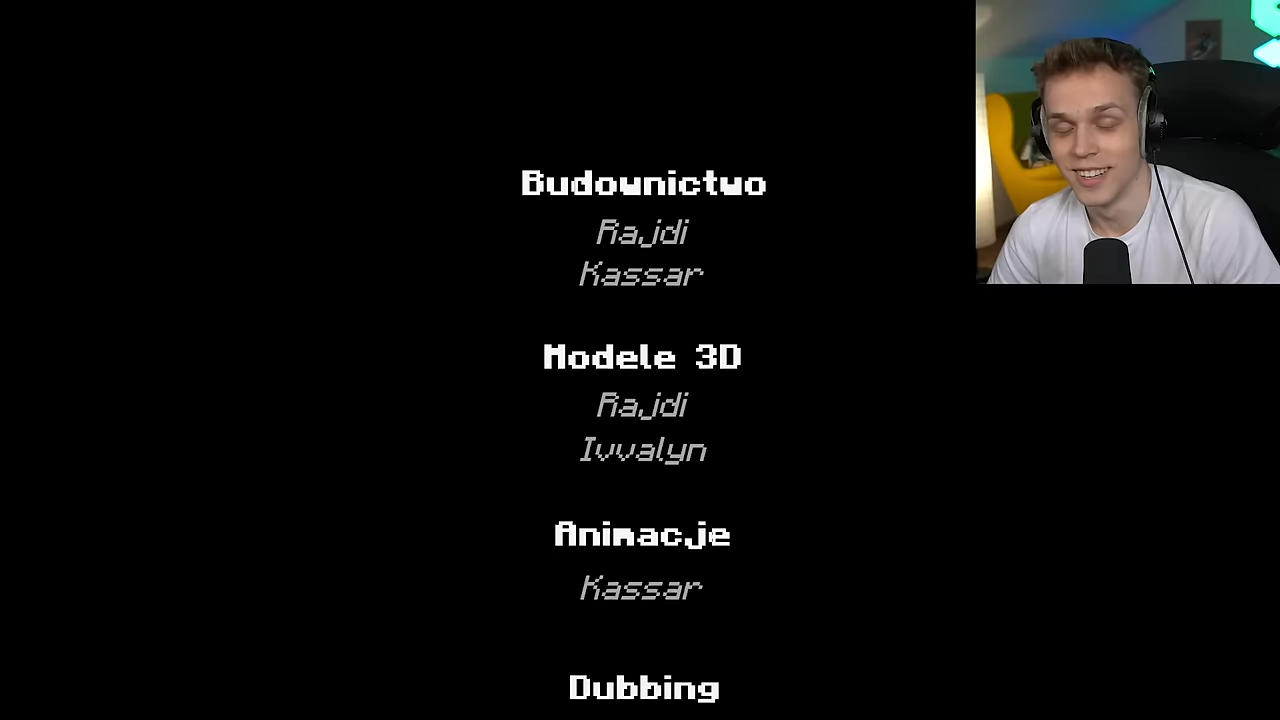 Budownictwo
Rajdi
Kassar
Modele 3D
Rajdi
Ivvalyn
Animacje
Kassar
Dubbing